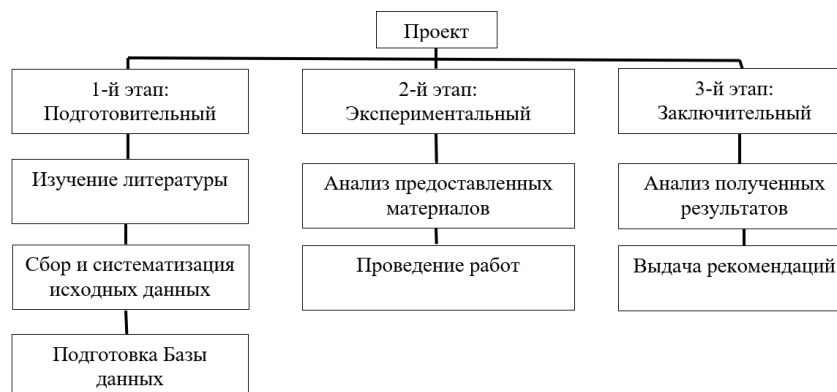 Проект
1-й этап:
Подготовительный
Изучение литературы
Сбор и систематизация
исходных данных
Подготовка Базы
данных
2-й этап:
Экспериментальный
Анализ предоставленных
материалов
Проведение работ
3-й этап:
Заключительный
Анализ полученных
результатов
Выдача рекомендаций